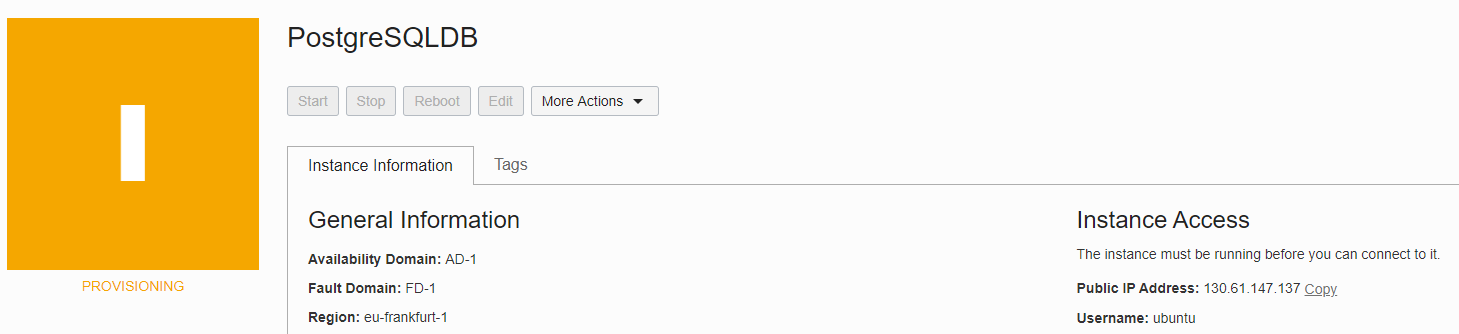 PostgreSQLDB
Start Stop Reboot Edit More Actions
Instance Information Tags
I
PROVISIONING
General Information
Availability Domain: AD-1
Fault Domain: FD-1
Region: eu-frankfurt-1
Instance Access
The instance must be running before you can connect to it.
Public IP Address: 130.61.147.137 Copy
Username: ubuntu